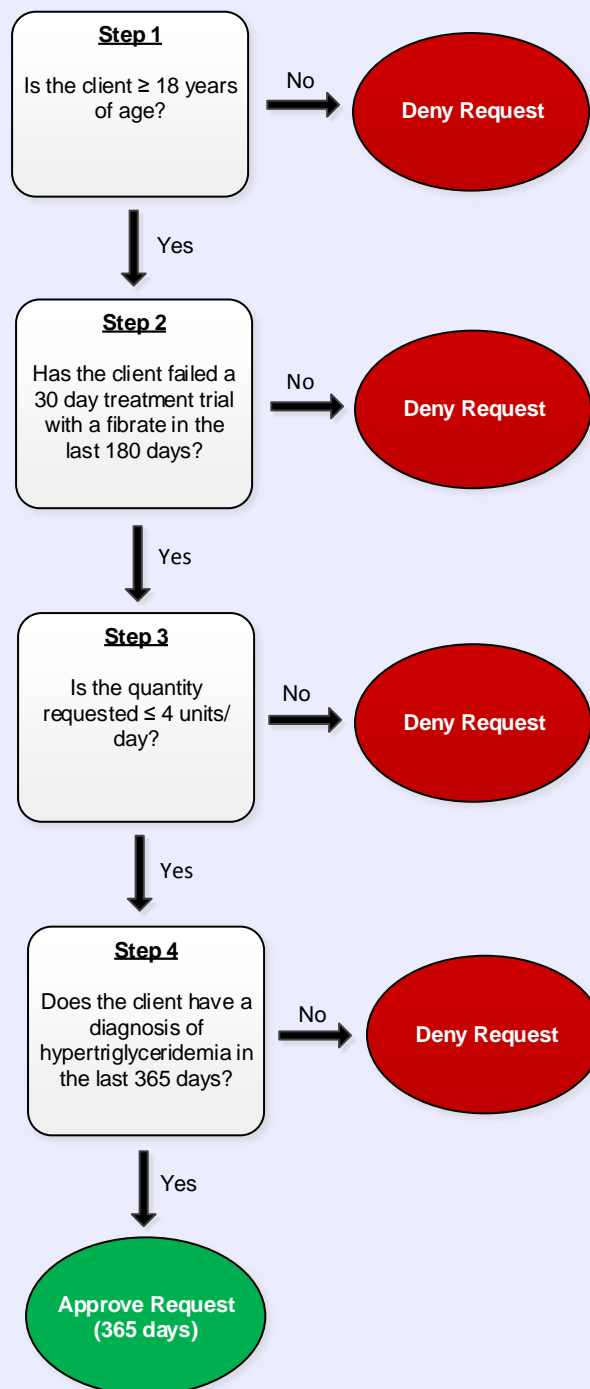 Step 1
Is the client ≥ 18 years
of age?
No
Deny Request
Yes
Step 2
Has the client failed a
30 day treatment trial
with a fibrate in the
last 180 days?
No
Deny Request
Yes
Step 3
Is the quantity
requested ≤ 4 units/
day?
No
Deny Request
Yes
Step 4
Does the client have a
diagnosis of
hypertriglyceridemia in
the last 365 days?
No
Deny Request
Yes
Approve Request
(365 days)